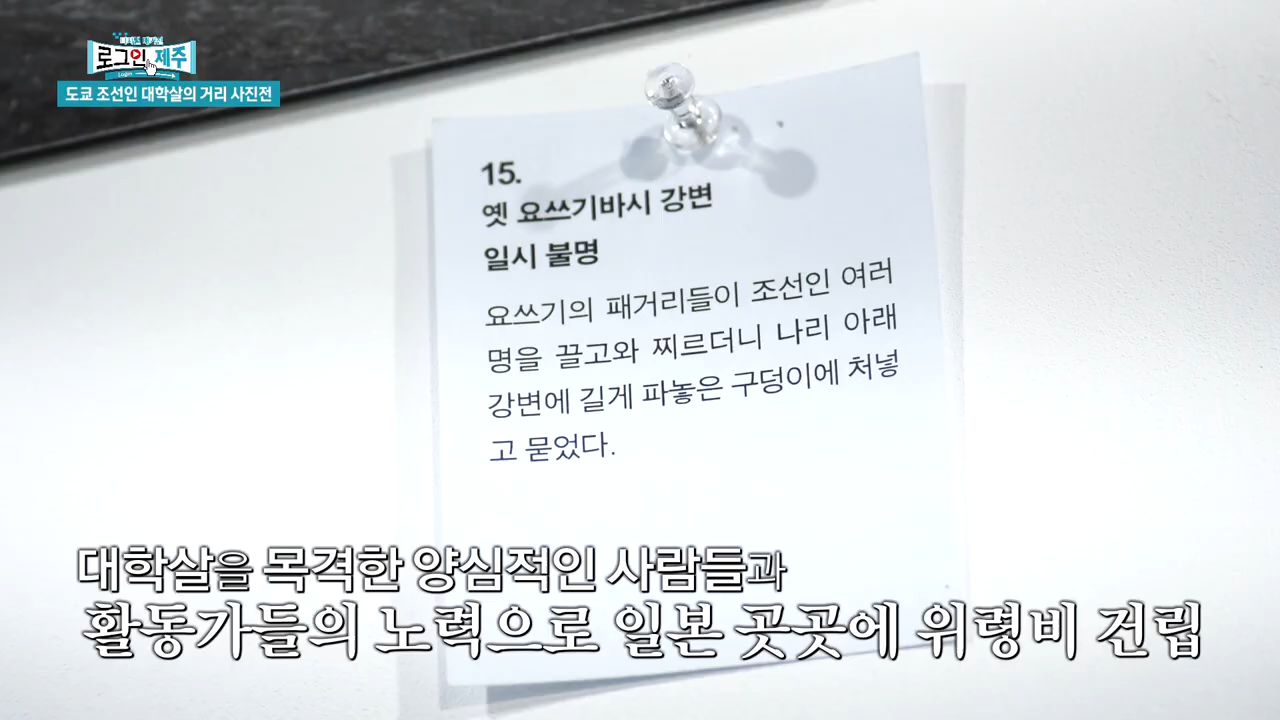 로그인 제주
Login
도쿄 조선인 대학살의 거리 사진전
15.
옛 요쓰기바시 강변
일시 불명
요쓰기의 패거리들이 조선인 여러
명을 끌고와 찌르더니 나리 아래
강변에 길게 파놓은 구덩이에 처넣
고 묻었다.
대학살을 목격한 양심적인 사람들과
활동가들의 노력으로 일본 곳곳에 위령비 건립